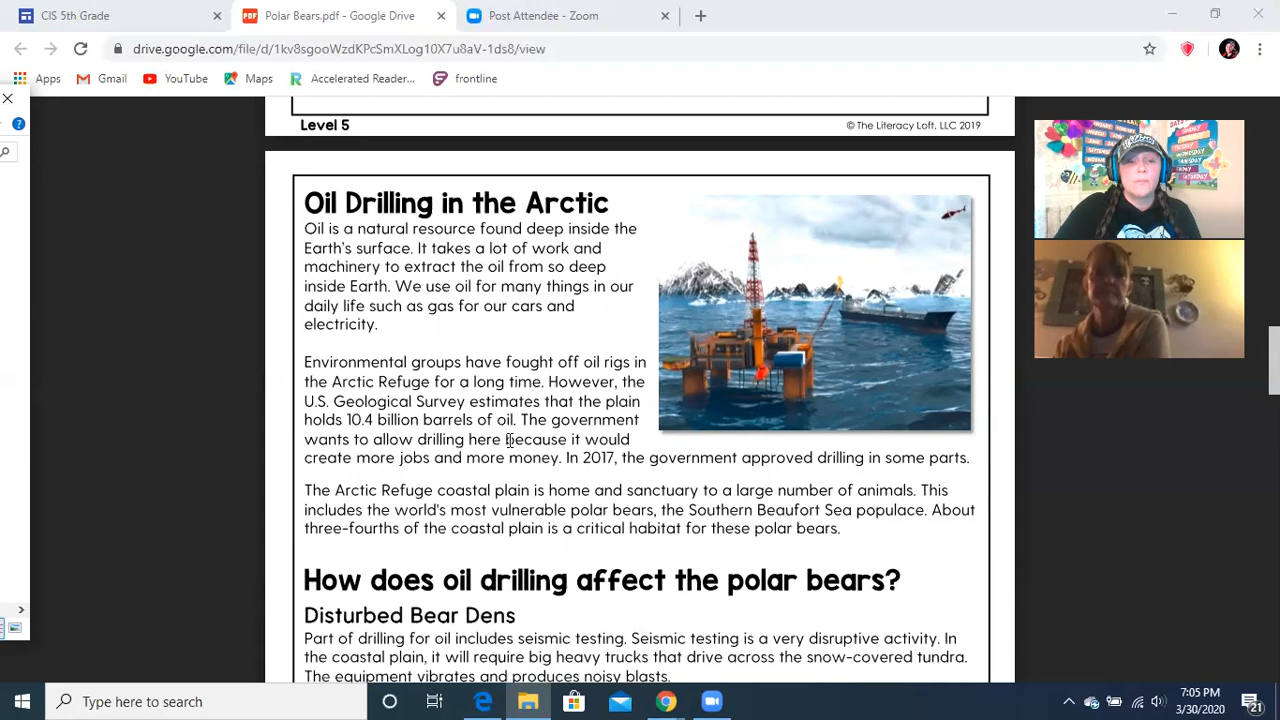 CIS 5th Grade
Polar Bears.pdf - Google Drive
Post Attendee - Zoom
drive.google.com/file/d/1kv8sgooWzdKPcSmXLog10X7u8aV-1ds8/view
Apps
Gmail
YouTube
Maps
Accelerated Reader...
frontline
Level 5
© The Literacy Loft, LLC 2019
Oil Drilling in the Arctic
Oil is a natural resource found deep inside the
Earth's surface. It takes a lot of work and
machinery to extract the oil from so deep
inside Earth. We use oil for many things in our
daily life such as gas for our cars and
electricity.
Environmental groups have fought off oil rigs in
the Arctic Refuge for a long time. However, the
U.S. Geological Survey estimates that the plain
holds 10.4 billion barrels of oil. The government
wants to allow drilling here because it would
create more jobs and more money. In 2017, the government approved drilling in some parts.
The Arctic Refuge coastal plain is home and sanctuary to a large number of animals. This
includes the world's most vulnerable polar bears, the Southern Beaufort Sea populace. About
three-fourths of the coastal plain is a critical habitat for these polar bears.
How does oil drilling affect the polar bears?
Disturbed Bear Dens
Part of drilling for oil includes seismic testing. Seismic testing is a very disruptive activity. In
the coastal plain, it will require big heavy trucks that drive across the snow-covered tundra.
The equipment vibrates and produces noisy blasts.
Type here to search
7:05 PM
3/30/2020
21